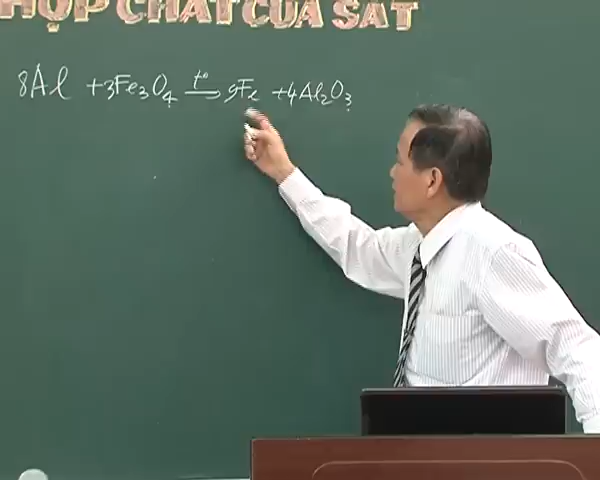 HỢP CHẤT CỦA SẮT
8Al + 3Fe₃O₄ —t°→ 9Fe + 4Al₂O₃